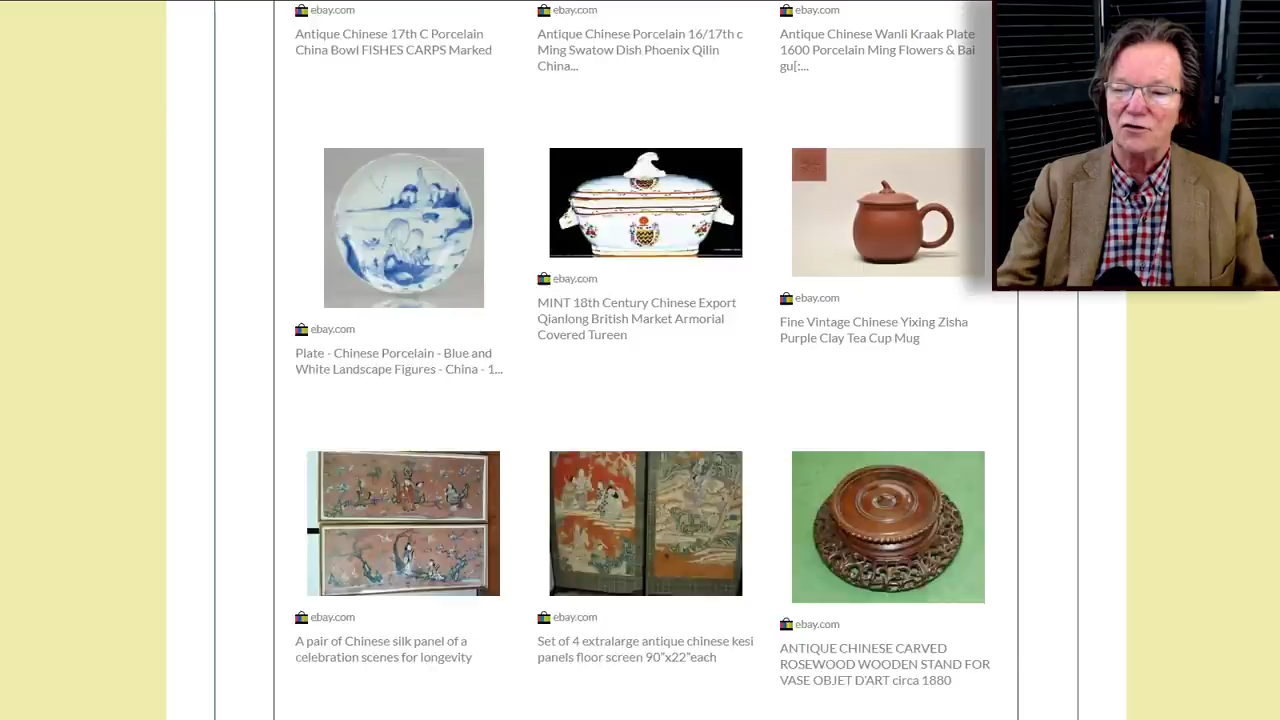 ebay.com
Antique Chinese 17th C Porcelain
China Bowl FISHES CARPS Marked
ebay.com
Antique Chinese Porcelain 16/17th c
Ming Swatow Dish Phoenix Qilin
China...
ebay.com
Antique Chinese Wanli Kraak Plate
1600 Porcelain Ming Flowers & Bai
gu[:...
ebay.com
Plate - Chinese Porcelain - Blue and
White Landscape Figures - China - 1...
ebay.com
MINT 18th Century Chinese Export
Qianlong British Market Armorial
Covered Tureen
ebay.com
Fine Vintage Chinese Yixing Zisha
Purple Clay Tea Cup Mug
ebay.com
A pair of Chinese silk panel of a
celebration scenes for longevity
ebay.com
Set of 4 extralarge antique chinese kesi
panels floor screen 90"x22"each
ebay.com
ANTIQUE CHINESE CARVED
ROSEWOOD WOODEN STAND FOR
VASE OBJET D'ART circa 1880